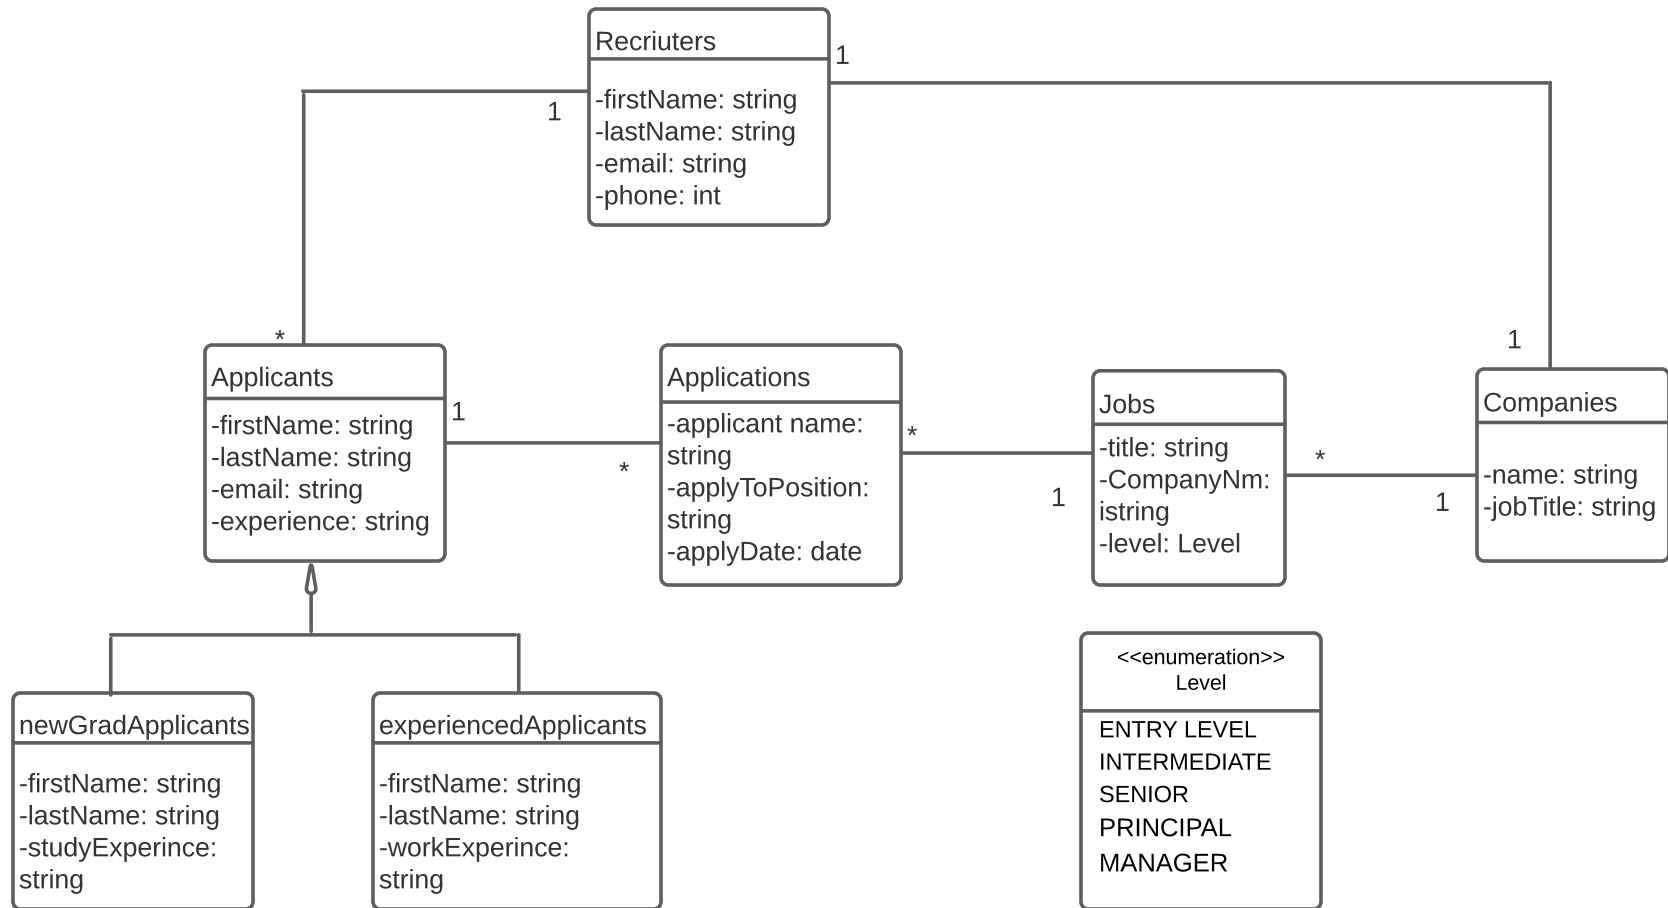 Recriuters
1
-firstName: string
-lastName: string
-email: string
-phone: int
1
*
1
Applicants
-firstName: string
-lastName: string
-email: string
-experience: string
1
*
Applications
-applicant name:
string
-applyToPosition:
string
-applyDate: date
*
1
Jobs
-title: string
-CompanyNm:
istring
-level: Level
*
1
Companies
-name: string
-jobTitle: string
newGradApplicants
-firstName: string
-lastName: string
-studyExperince:
string
experiencedApplicants
-firstName: string
-lastName: string
-workExperince:
string
<<enumeration>>
Level
ENTRY LEVEL
INTERMEDIATE
SENIOR
PRINCIPAL
MANAGER